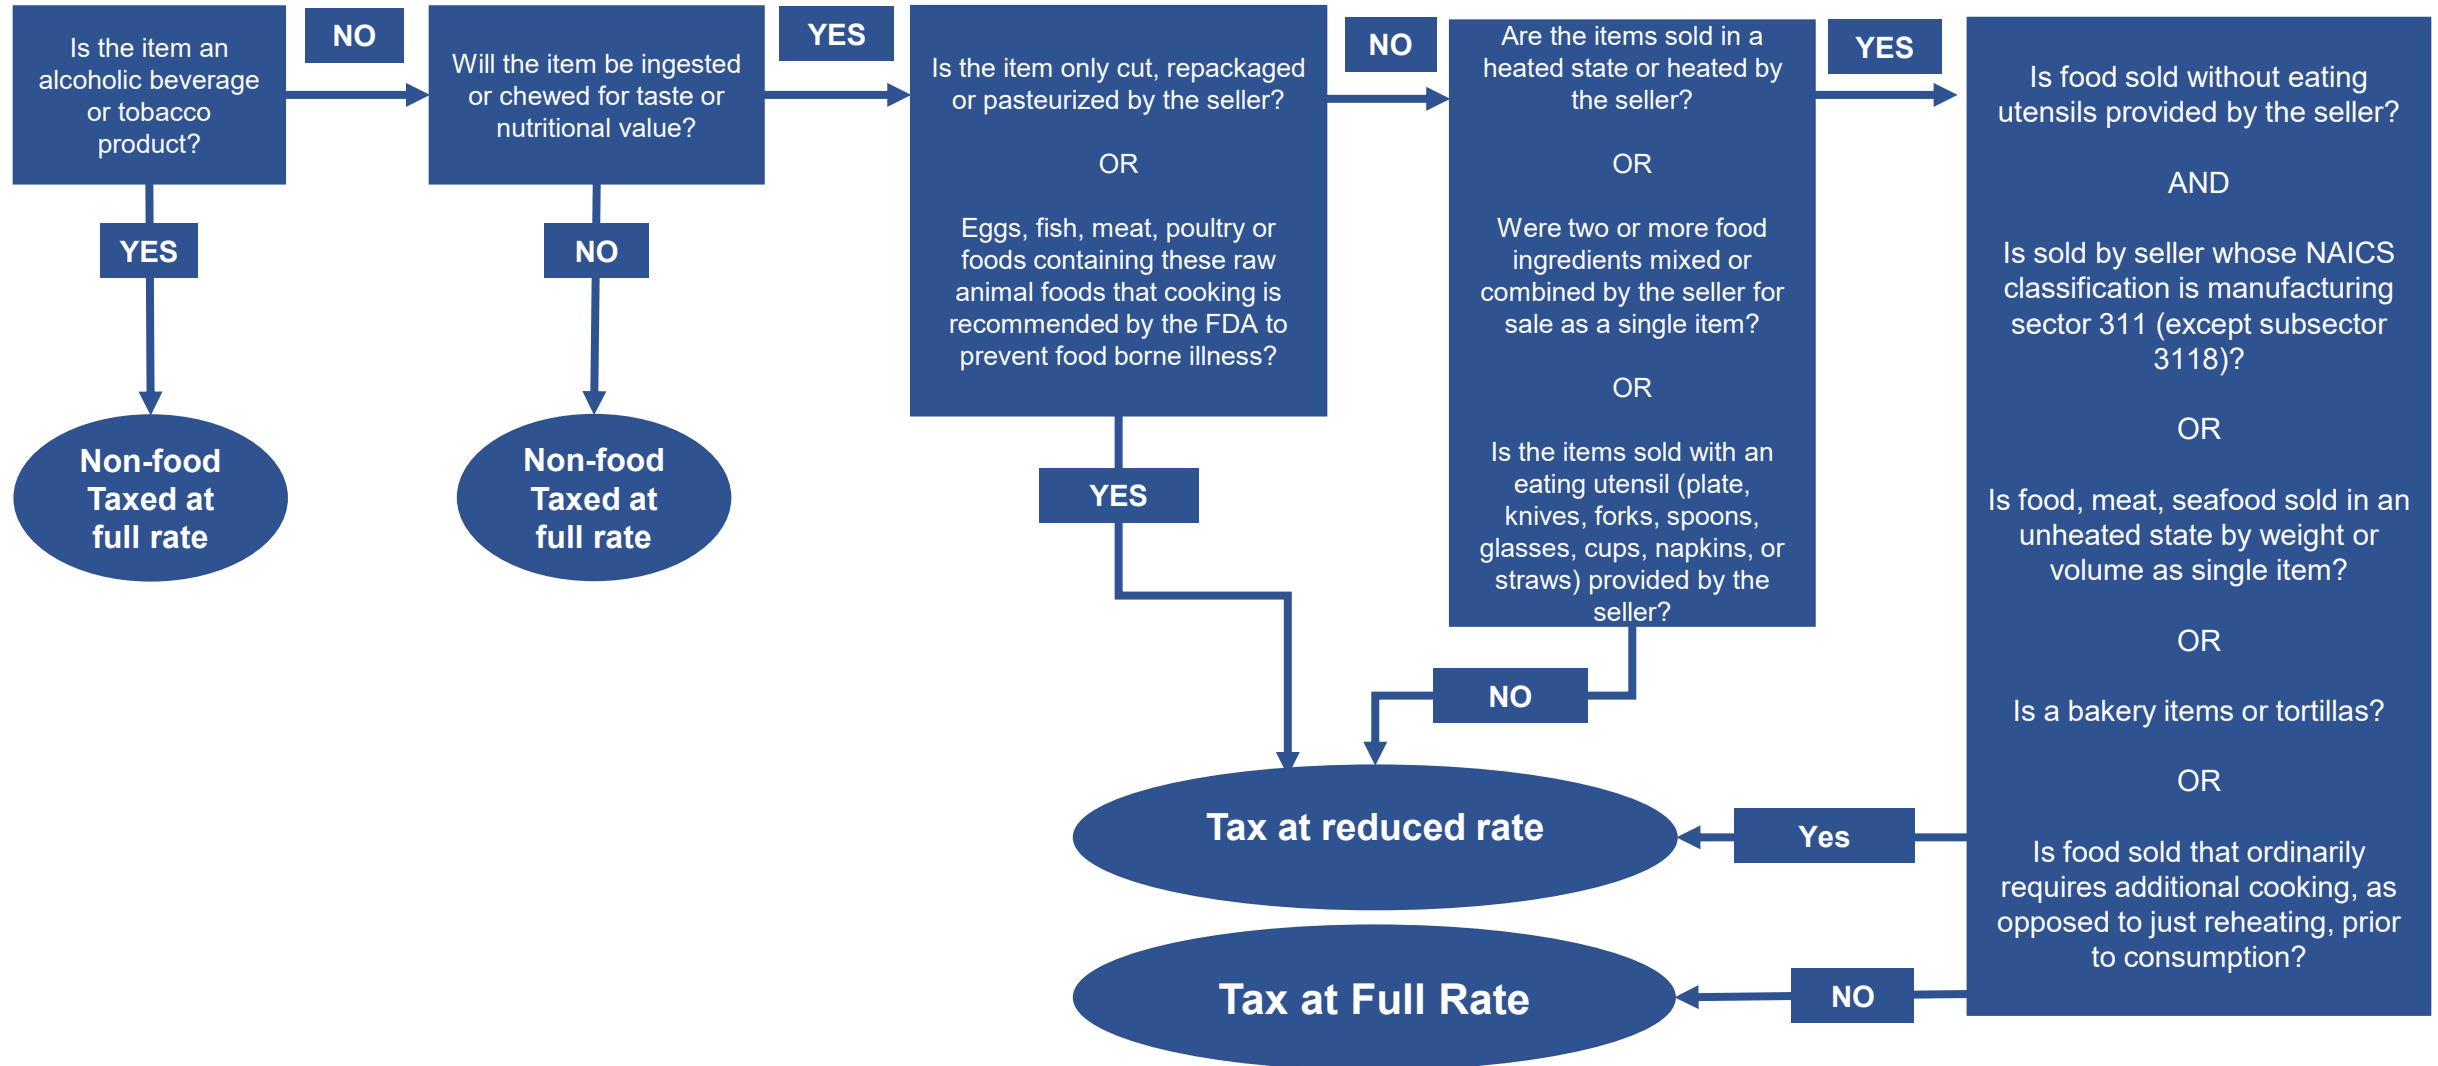 Is the item an
alcoholic beverage
or tobacco
product?
NO
YES
Non-food
Taxed at
full rate
Will the item be ingested
or chewed for taste or
nutritional value?
YES
NO
Non-food
Taxed at
full rate
Is the item only cut, repackaged
or pasteurized by the seller?
OR
Eggs, fish, meat, poultry or
foods containing these raw
animal foods that cooking is
recommended by the FDA to
prevent food borne illness?
NO
YES
Are the items sold in a
heated state or heated by
the seller?
OR
Were two or more food
ingredients mixed or
combined by the seller for
sale as a single item?
OR
Is the items sold with an
eating utensil (plate,
knives, forks, spoons,
glasses, cups, napkins, or
straws) provided by the
seller?
YES
NO
Is food sold without eating
utensils provided by the seller?
AND
Is sold by seller whose NAICS
classification is manufacturing
sector 311 (except subsector
3118)?
OR
Is food, meat, seafood sold in an
unheated state by weight or
volume as single item?
OR
Is a bakery items or tortillas?
OR
Is food sold that ordinarily
requires additional cooking, as
opposed to just reheating, prior
to consumption?
Yes
Tax at reduced rate
NO
Tax at Full Rate